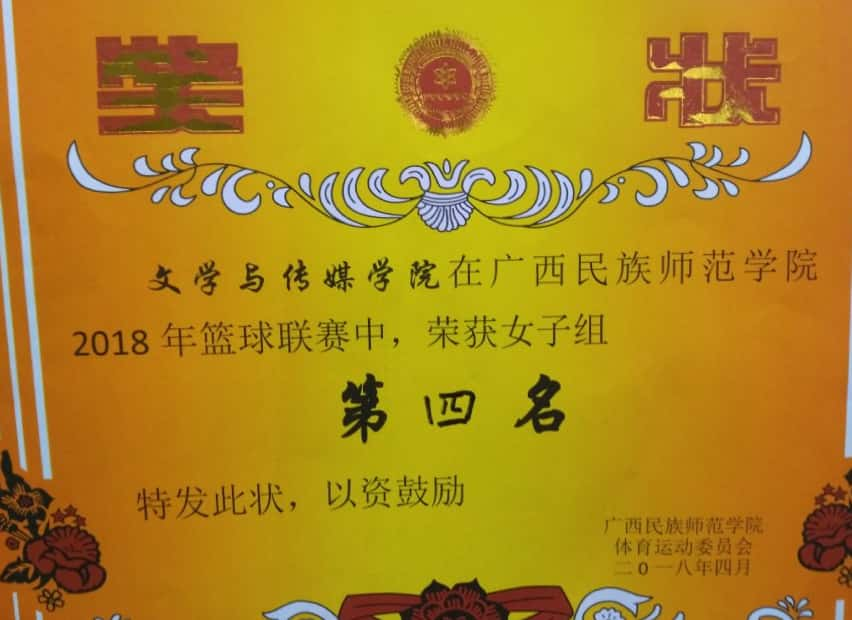 奖状
文学与传媒学院在广西民族师范学院
2018年篮球联赛中，荣获女子组
第四名
特发此状，以资鼓励
广西民族师范学院
体育运动委员会
二0一八年四月